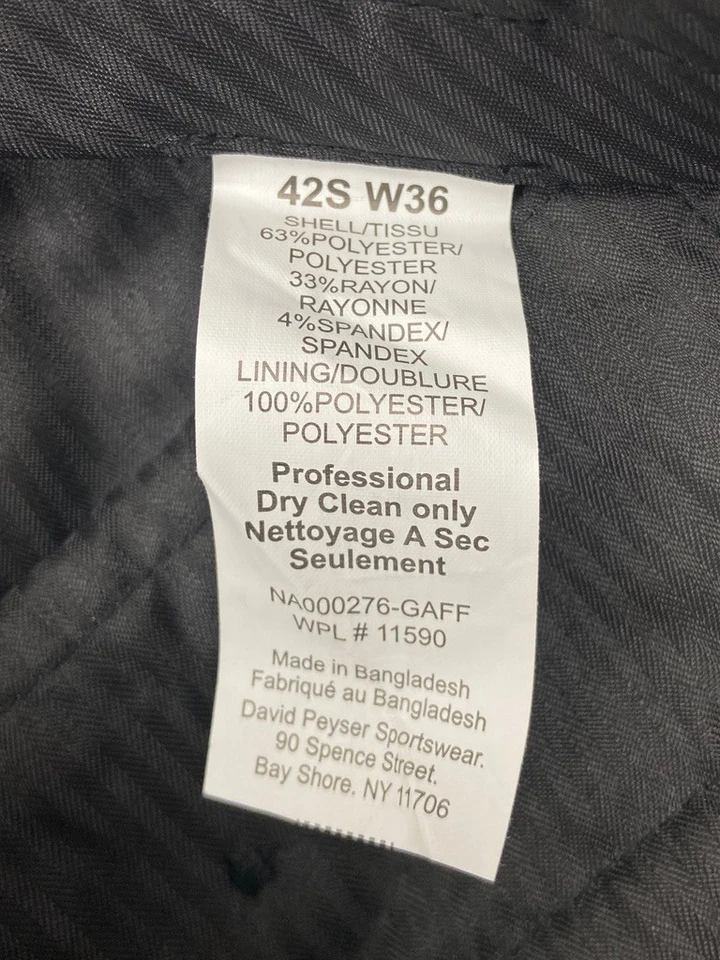 42S W36
SHELL/TISSU
63%POLYESTER/
POLYESTER
33%RAYON/
RAYONNE
4%SPANDEX/
SPANDEX
LINING/DOUBLURE
100%POLYESTER/
POLYESTER
Professional
Dry Clean only
Nettoyage A Sec
Seulement
NA000276-GAFF
WPL # 11590
Made in Bangladesh
Fabriqué au Bangladesh
David Peyser Sportswear.
90 Spence Street.
Bay Shore. NY 11706